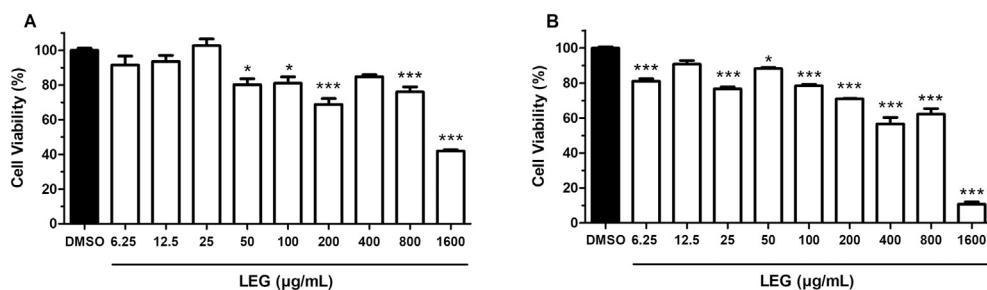 A
Cell Viability (%)
100
80
60
40
20
0
* * *** *** ***
DMSO 6.25 12.5 25 50 100 200 400 800 1600
LEG (µg/mL)
B
Cell Viability (%)
100
80
60
40
20
0
*** *** * *** *** *** *** ***
DMSO 6.25 12.5 25 50 100 200 400 800 1600
LEG (µg/mL)